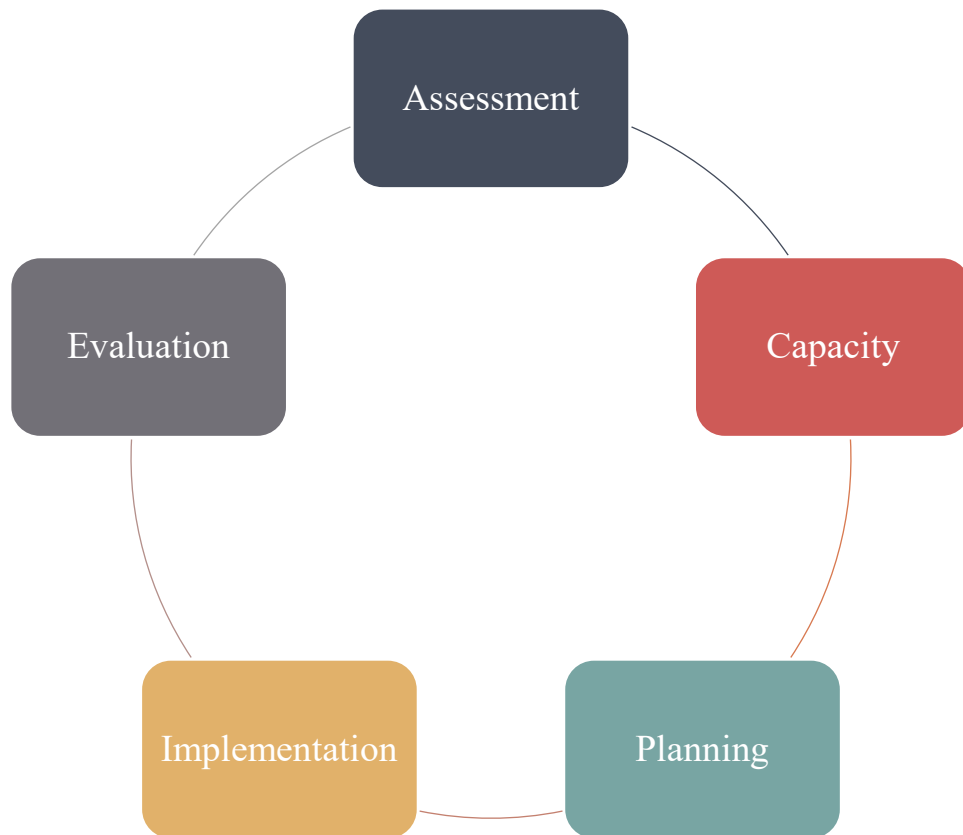 Assessment
Capacity
Planning
Implementation
Evaluation